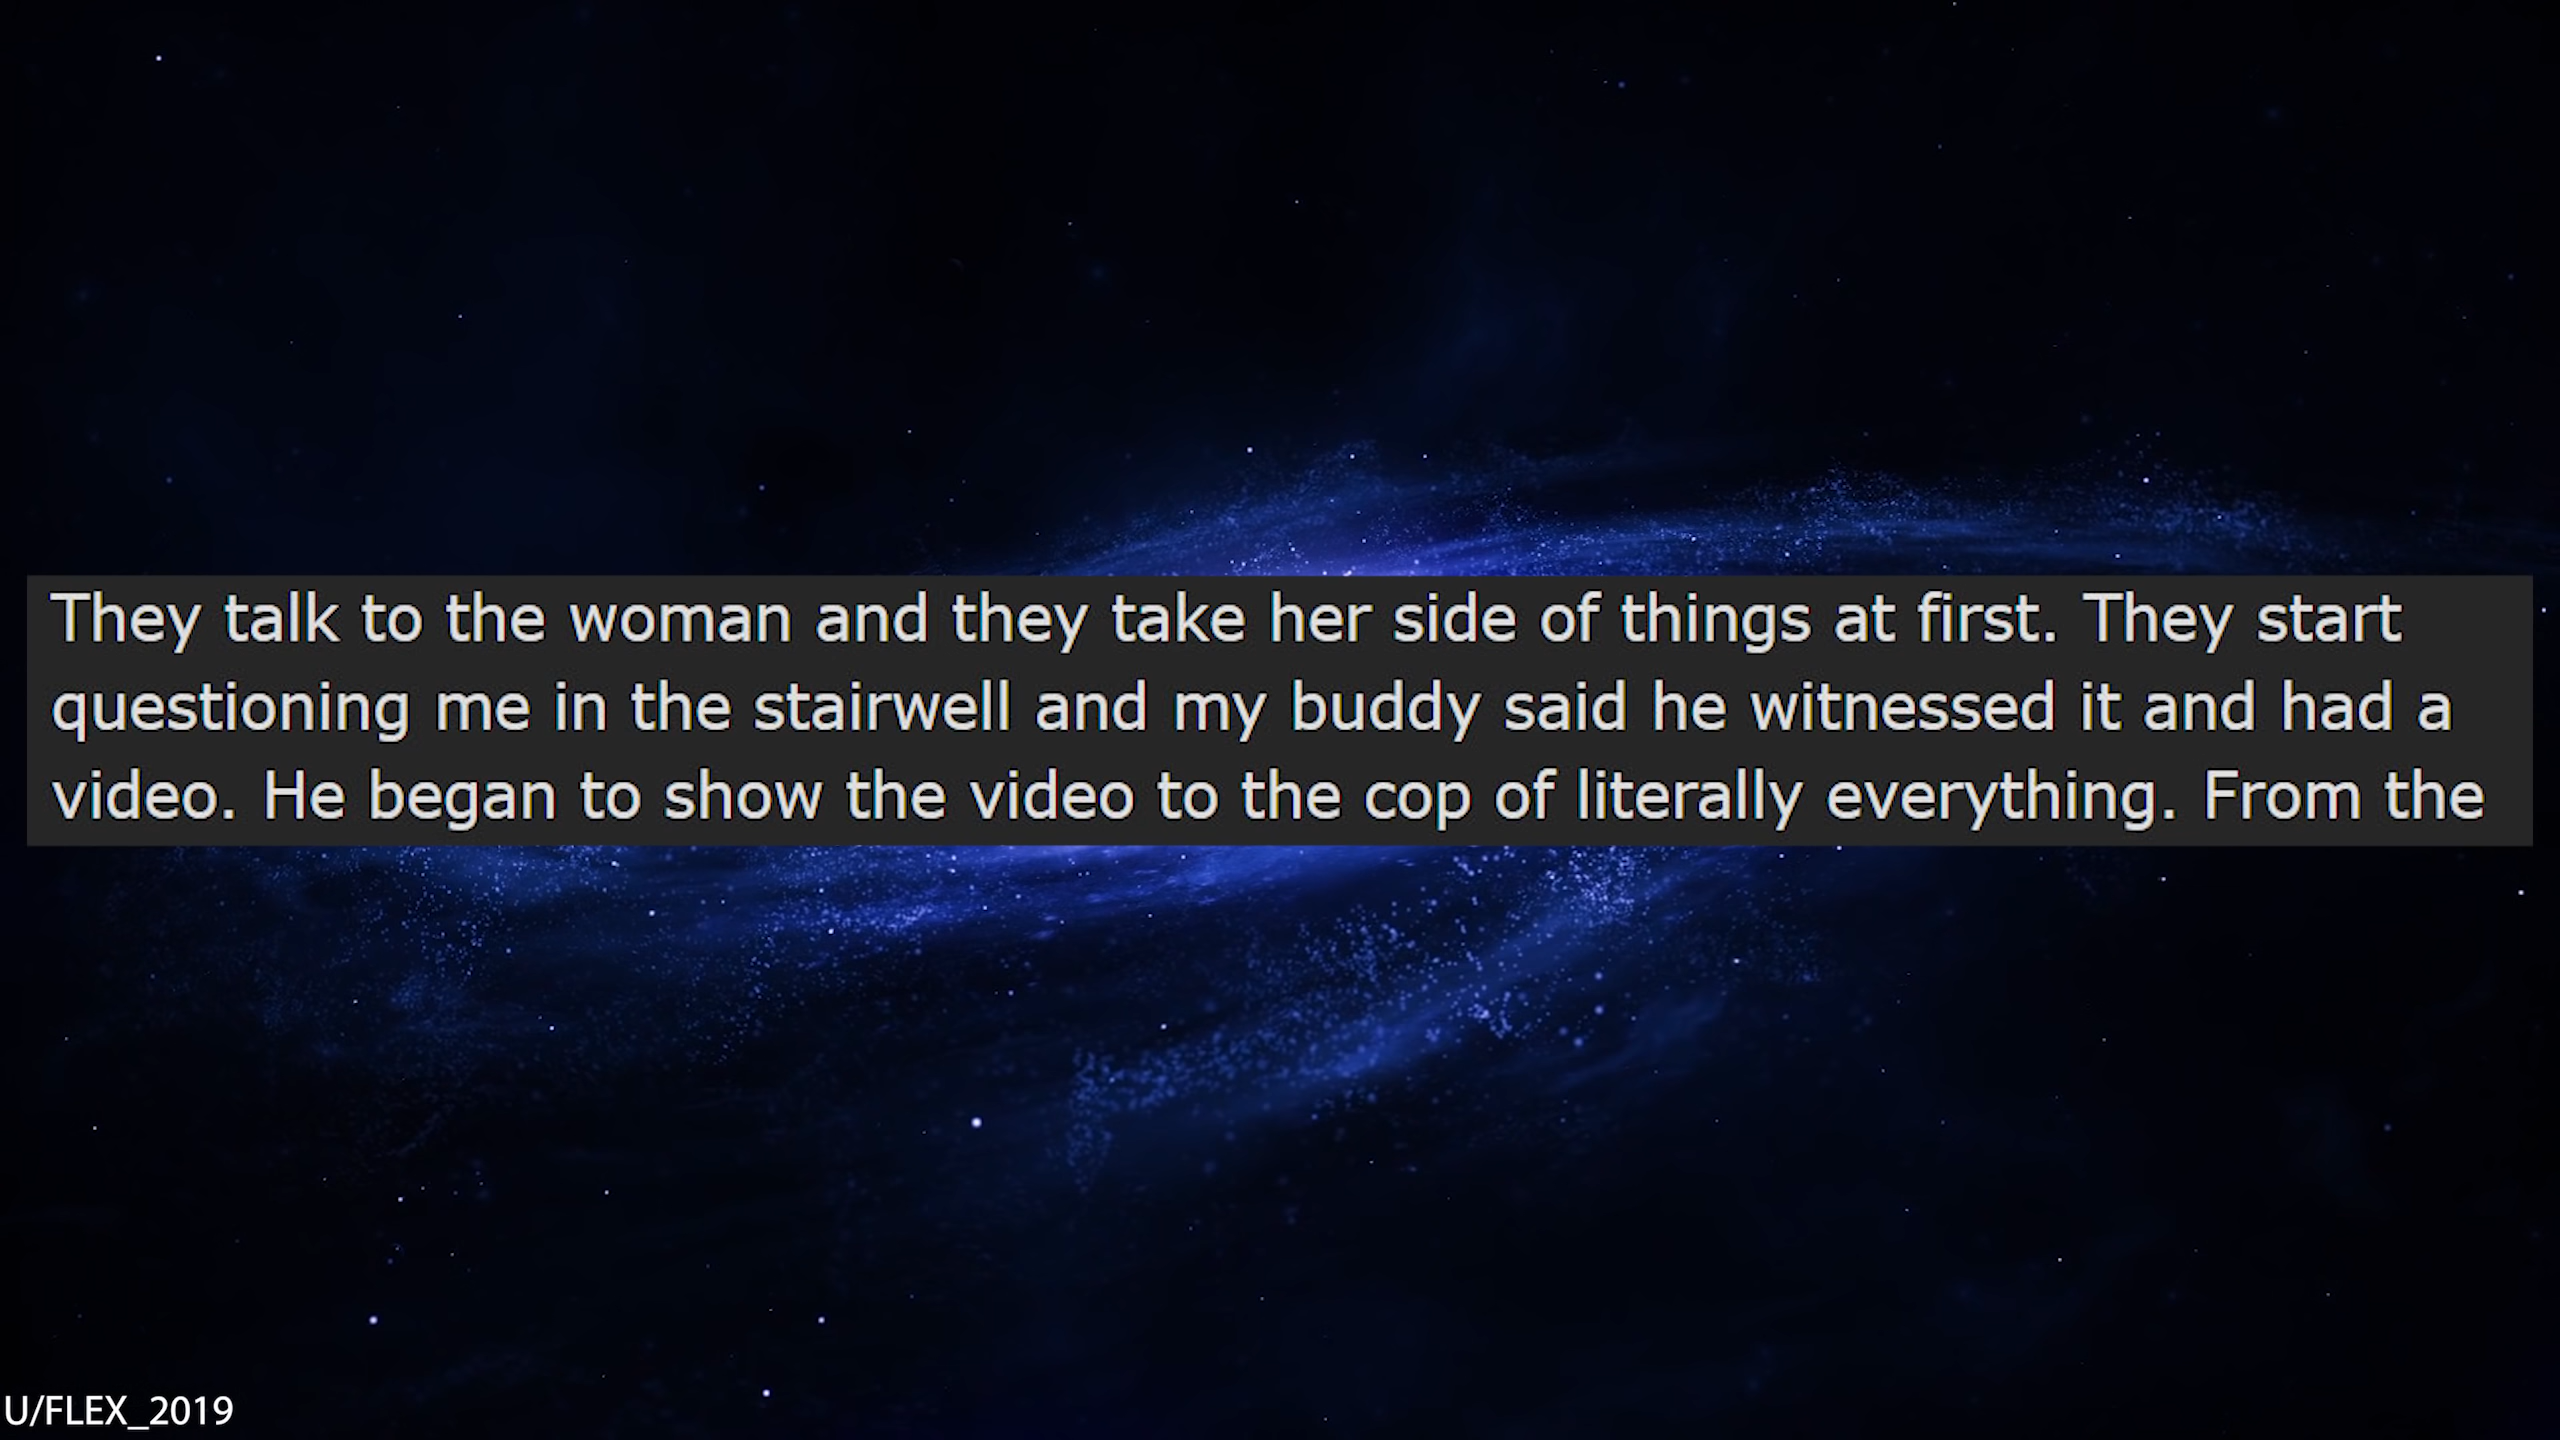 They talk to the woman and they take her side of things at first. They start
questioning me in the stairwell and my buddy said he witnessed it and had a
video. He began to show the video to the cop of literally everything. From the
U/FLEX_2019